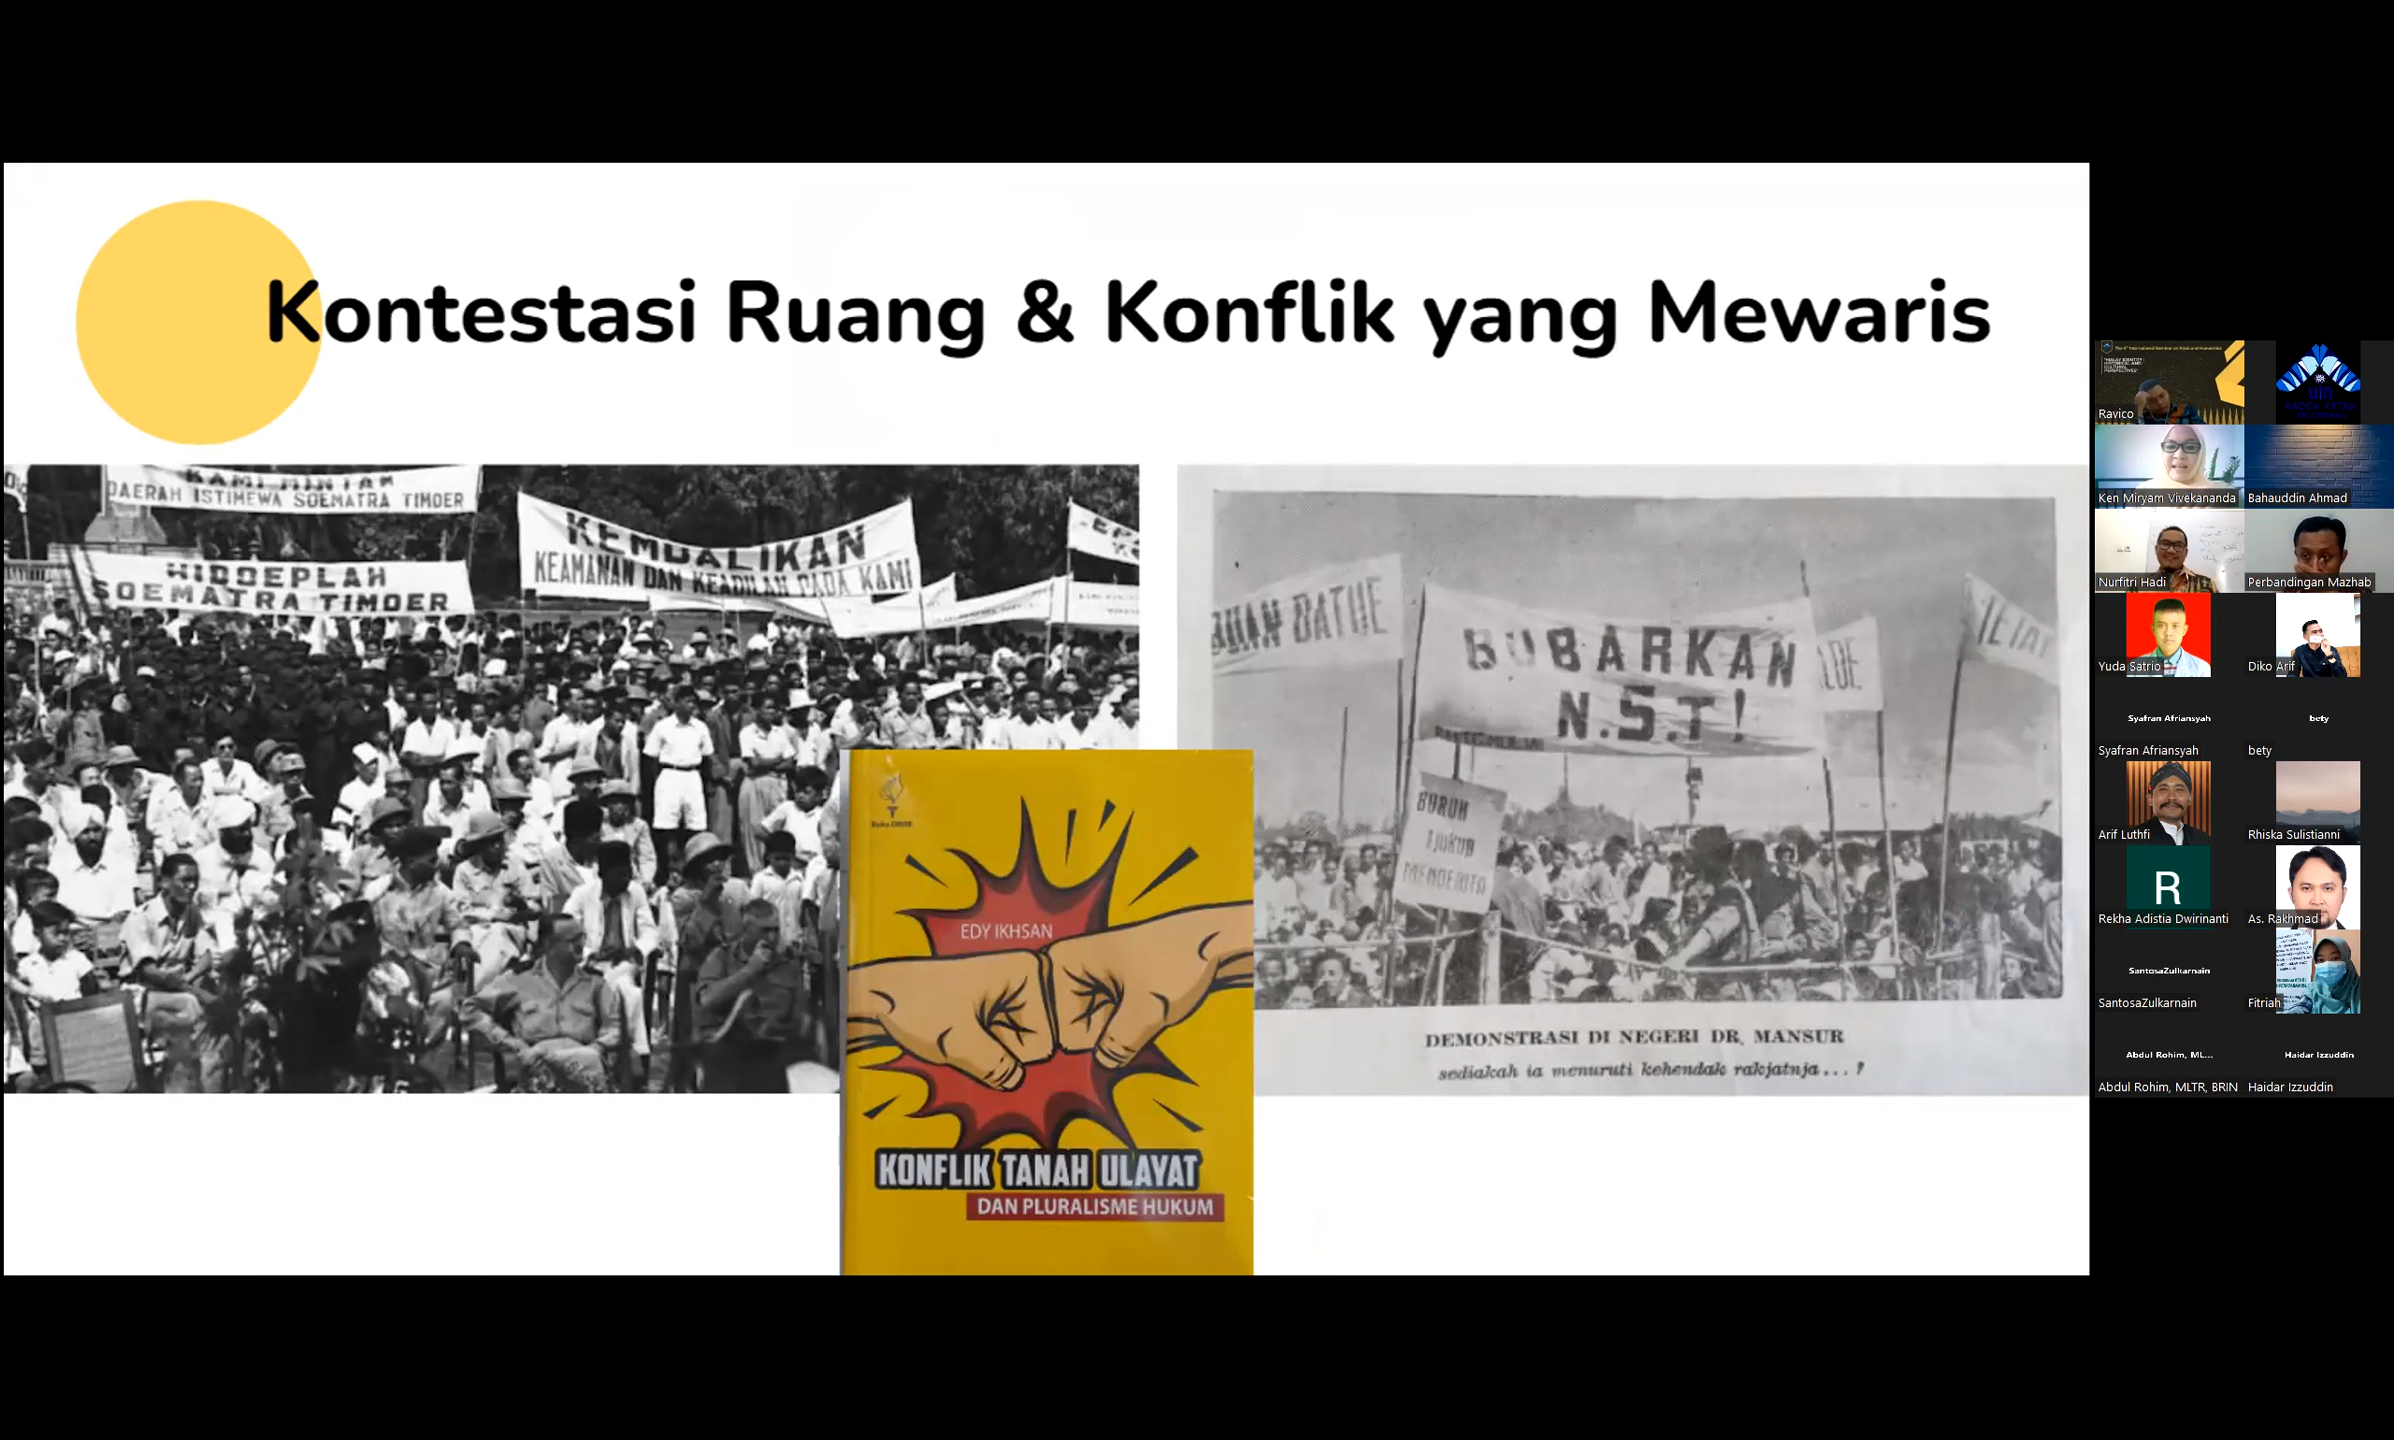 Kontestasi Ruang & Konflik yang Mewaris
KAMI MINTAK
DAERAH ISTIMEWA SOEMATRA TIMOER
HIDOEPLAH
SOEMATRA TIMOER
KEMBALIKAN
KEAMANAN DAN KEADILAN PADA KAMI
BATUE
BUBARKAN
N.S.T!
BURUH
MENDERITA
DEMONSTRASI DI NEGERI DR. MANSUR
sediakah ia menuruti kehendak rakjatnja...?
EDY IKHSAN
KONFLIK TANAH ULAYAT
DAN PLURALISME HUKUM
Ravico
UIN
Ken Miryam Vivekananda
Bahauddin Ahmad
Nurfitri Hadi
Perbandingan Mazhab
Yuda Satrio
Diko Arif
Syafran Afriansyah
bety
Syafran Afriansyah
bety
Arif Luthfi
Rhiska Sulistianni
R
Rekha Adistia Dwirinanti
As. Rakhmad
SantosaZulkarnain
SantosaZulkarnain
Fitriah
Abdul Rohim, ML...
Haidar Izzuddin
Abdul Rohim, MLTR, BRIN
Haidar Izzuddin